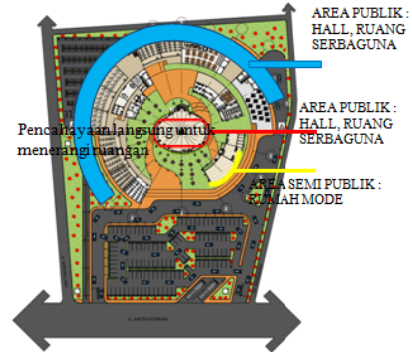 AREA PUBLIK :
HALL, RUANG
SERBAGUNA
AREA PUBLIK :
HALL, RUANG
SERBAGUNA
Pencahayaan langsung untuk
menerangi ruangan
AREA SEMI PUBLIK :
RUMAH MODE